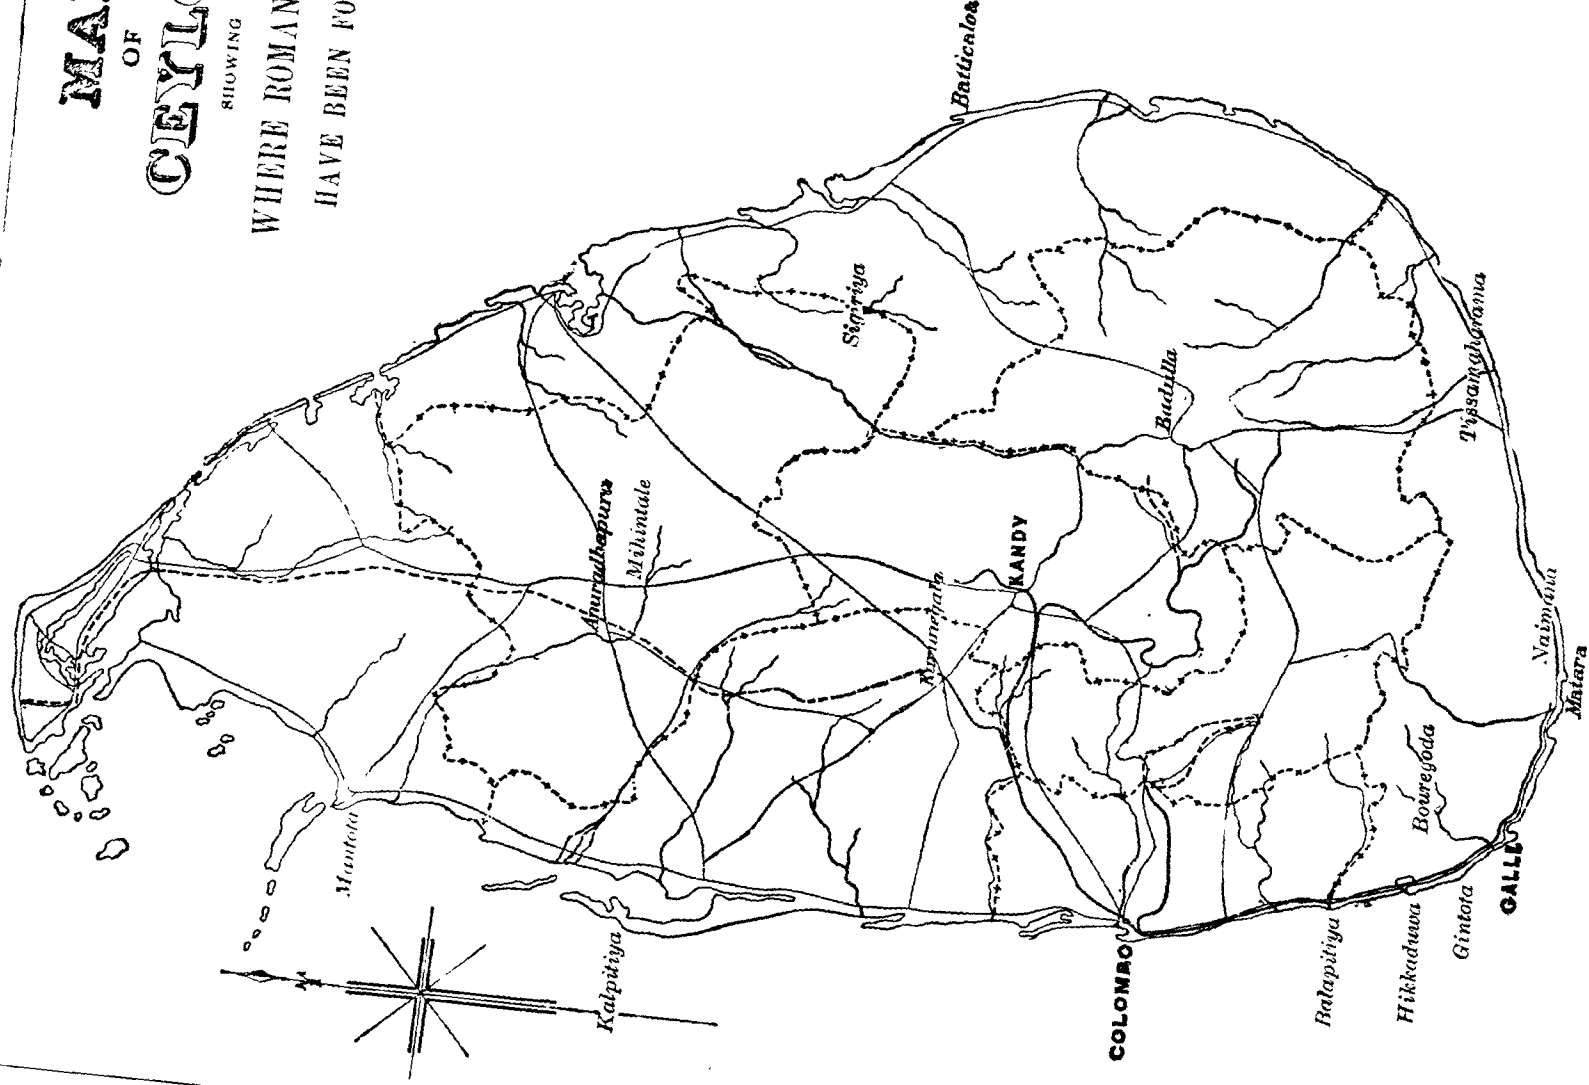 MA
OF
CEYL
SHOWING
WHERE ROMAN
HAVE BEEN FO
Batticaloa
Sigiriya
Badulla
Tissamaharama
Anuradhapura
Mihintale
KANDY
Kurunegala
Naimana
Matara
Mantota
Bouregoda
GALLE
Kalpitiya
COLOMBO
Balapitiya
Hikkaduwa
Gintota
N